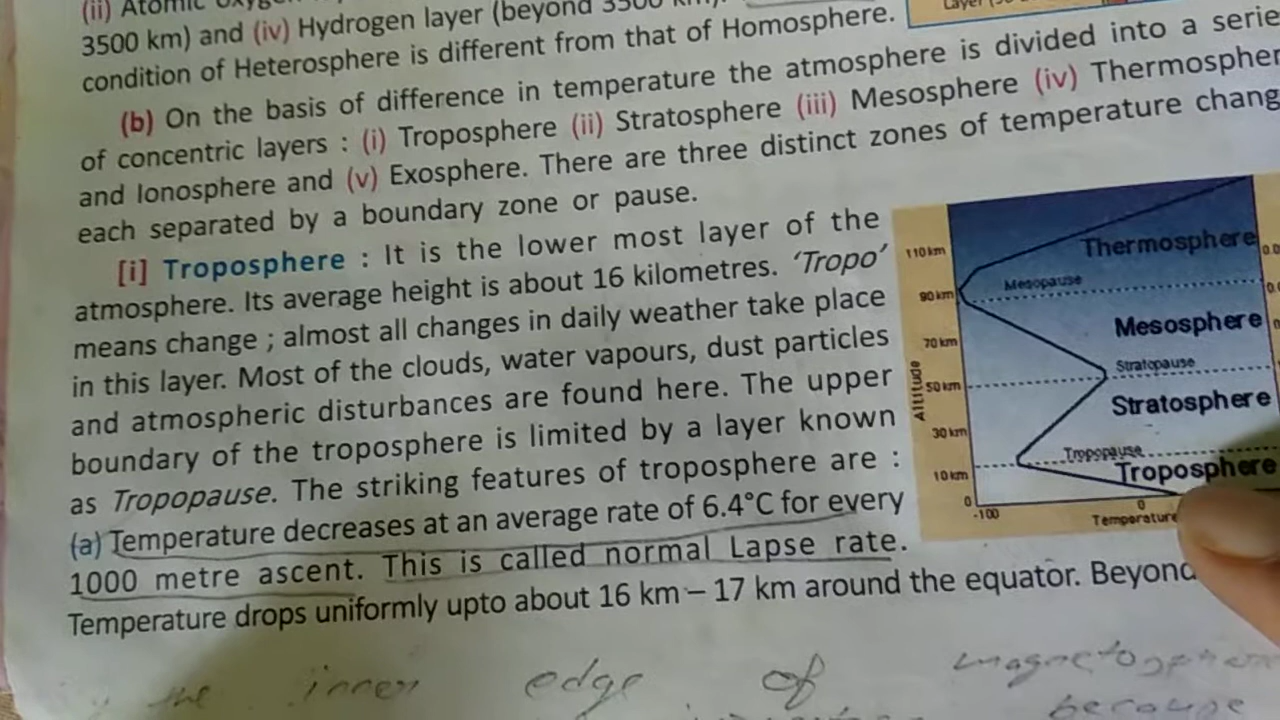 (ii) Atomic
3500 km) and (iv) Hydrogen layer (beyond 3500 km).
condition of Heterosphere is different from that of Homosphere.
(b) On the basis of difference in temperature the atmosphere is divided into a serie
of concentric layers : (i) Troposphere (ii) Stratosphere (iii) Mesosphere (iv) Thermospher
and Ionosphere and (v) Exosphere. There are three distinct zones of temperature chang
each separated by a boundary zone or pause.
[i] Troposphere : It is the lower most layer of the
atmosphere. Its average height is about 16 kilometres. 'Tropo'
means change ; almost all changes in daily weather take place
in this layer. Most of the clouds, water vapours, dust particles
and atmospheric disturbances are found here. The upper
boundary of the troposphere is limited by a layer known
as Tropopause. The striking features of troposphere are :
(a) Temperature decreases at an average rate of 6.4°C for every
1000 metre ascent. This is called normal Lapse rate.
Temperature drops uniformly upto about 16 km – 17 km around the equator. Beyond
Layer
110 km
Thermosphere
Mesopause
90 km
Mesosphere
70 km
Stratopause
50 km
Stratosphere
30 km
Tropopause
10 km
Troposphere
0
-100
0
Temperature
Altitude
the inner edge of
because